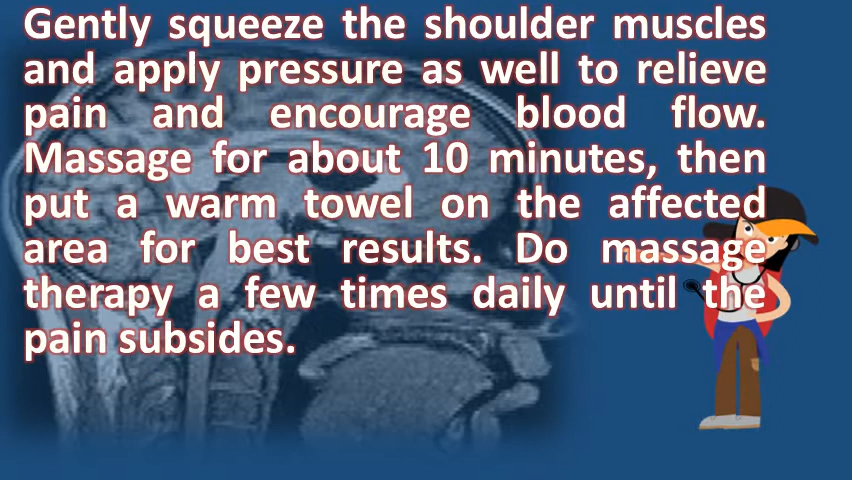 Gently squeeze the shoulder muscles
and apply pressure as well to relieve
pain and encourage blood flow.
Massage for about 10 minutes, then
put a warm towel on the affected
area for best results. Do massage
therapy a few times daily until the
pain subsides.